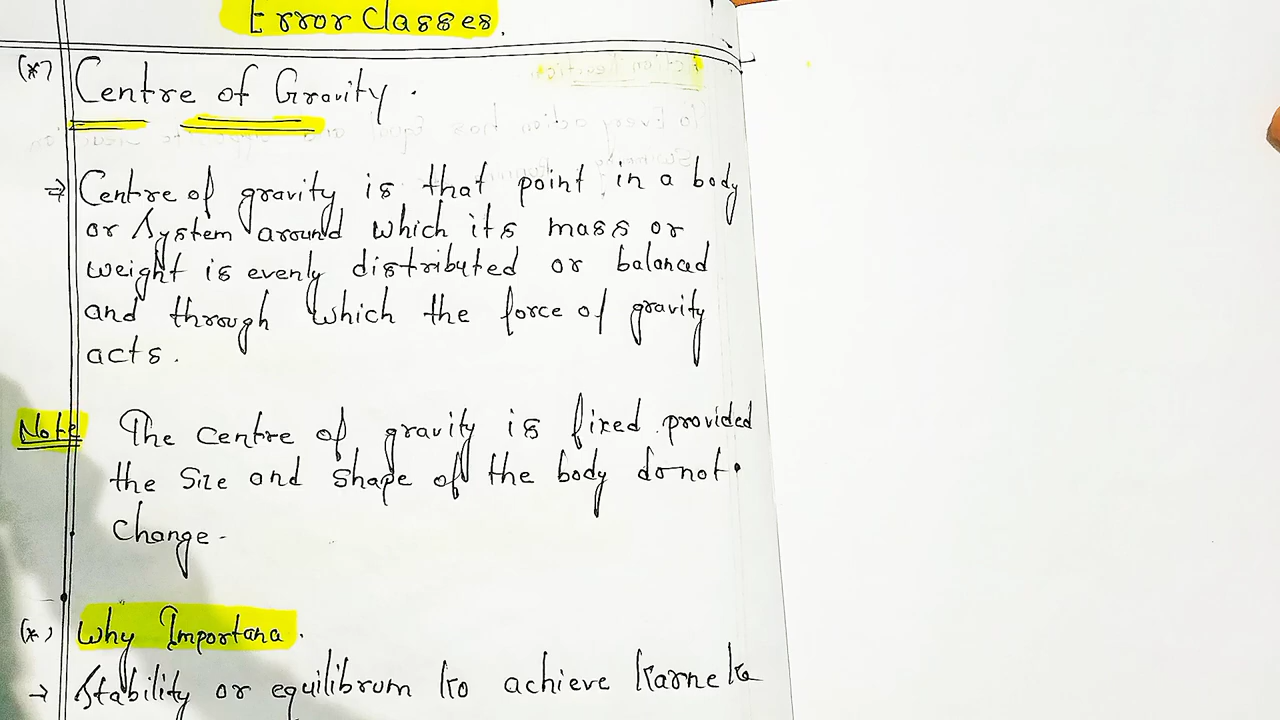 Error Classes.
(*) Centre of Gravity.
⇒ Centre of gravity is that point in a body
or System around which its mass or
weight is evenly distributed or balanced
and through which the force of gravity
acts.
Note The centre of gravity is fixed provided
the Size and shape of the body donot
change.
(*) Why Importana.
→ Stability or equilibrum ko achieve karne ke